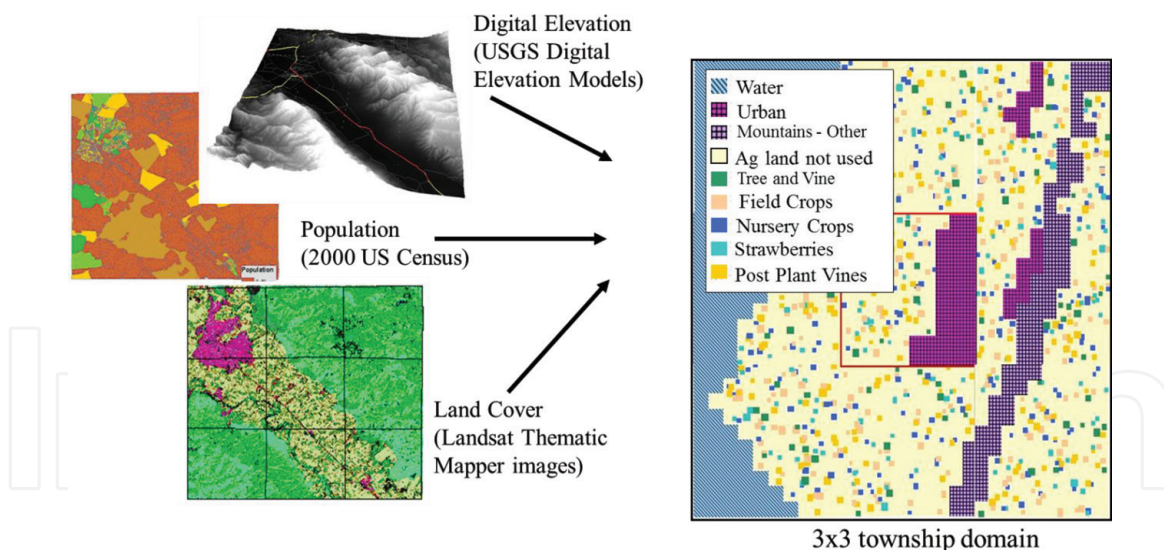 Digital Elevation
(USGS Digital
Elevation Models)
Population
(2000 US Census)
Population
Land Cover
(Landsat Thematic
Mapper images)
Water
Urban
Mountains - Other
Ag land not used
Tree and Vine
Field Crops
Nursery Crops
Strawberries
Post Plant Vines
3x3 township domain